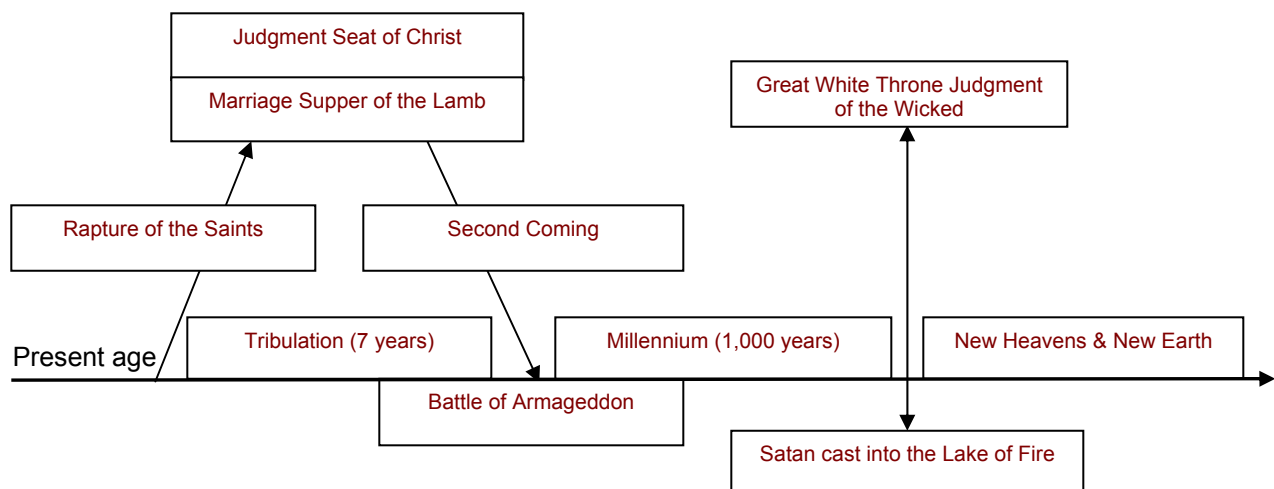 Judgment Seat of Christ
Marriage Supper of the Lamb
Great White Throne Judgment
of the Wicked
Rapture of the Saints
Second Coming
Present age
Tribulation (7 years)
Millennium (1,000 years)
New Heavens & New Earth
Battle of Armageddon
Satan cast into the Lake of Fire